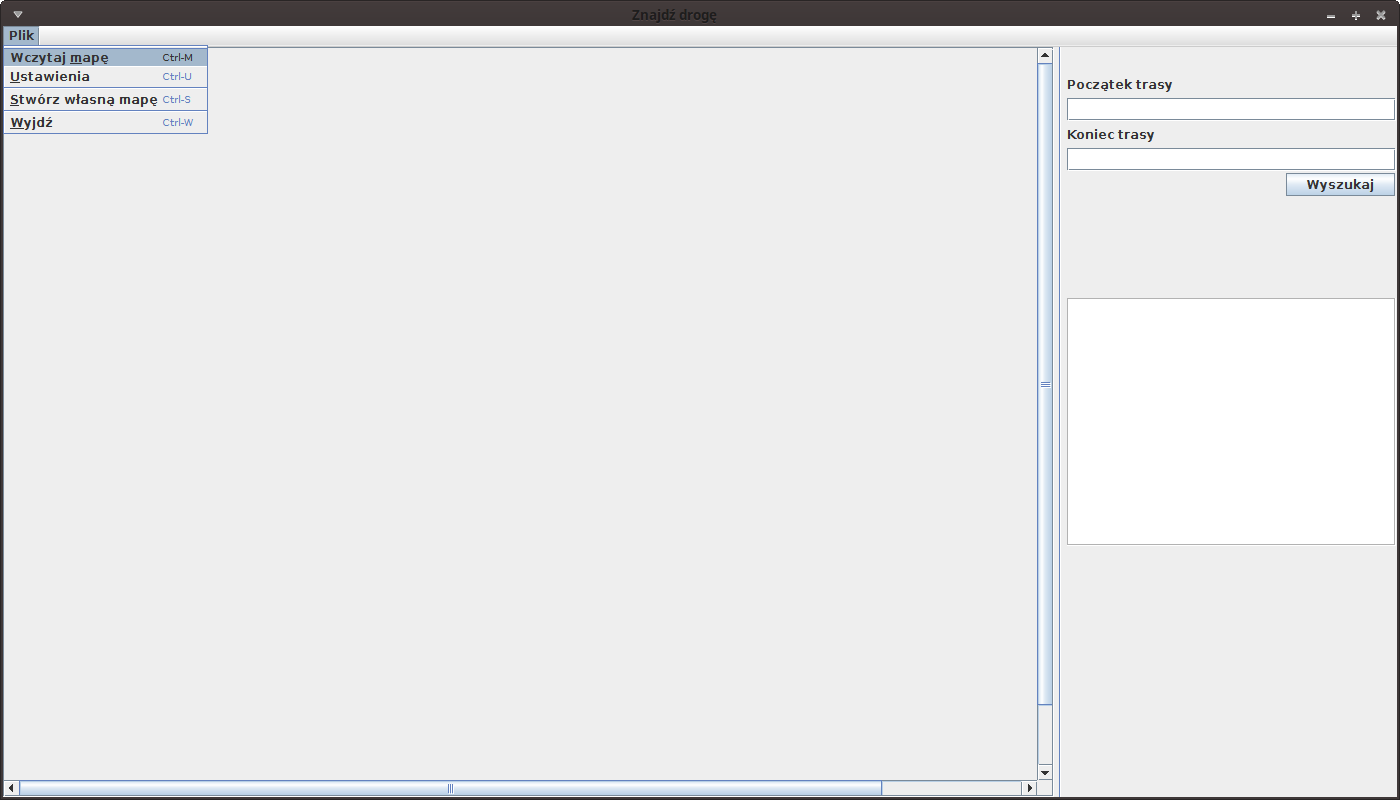 Znajdź drogę
Plik
Wczytaj mapę Ctrl-M
Ustawienia Ctrl-U
Stwórz własną mapę Ctrl-S
Wyjdź Ctrl-W
Początek trasy
Koniec trasy
Wyszukaj